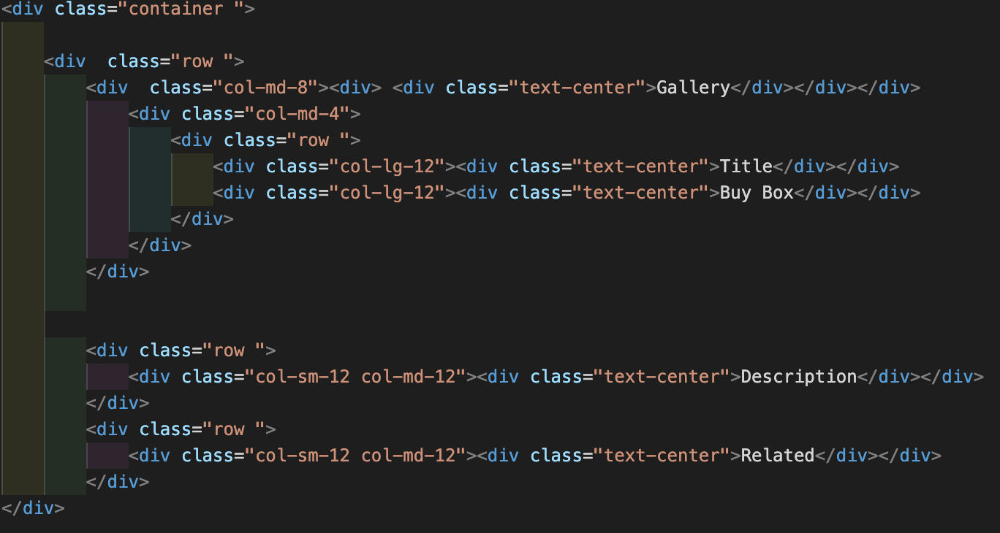 <div class="container ">
<div  class="row ">
<div  class="col-md-8"><div> <div class="text-center">Gallery</div></div></div>
<div class="col-md-4">
<div class="row ">
<div class="col-lg-12"><div class="text-center">Title</div></div>
<div class="col-lg-12"><div class="text-center">Buy Box</div></div>
</div>
</div>
</div>
<div class="row ">
<div class="col-sm-12 col-md-12"><div class="text-center">Description</div></div>
</div>
<div class="row ">
<div class="col-sm-12 col-md-12"><div class="text-center">Related</div></div>
</div>
</div>